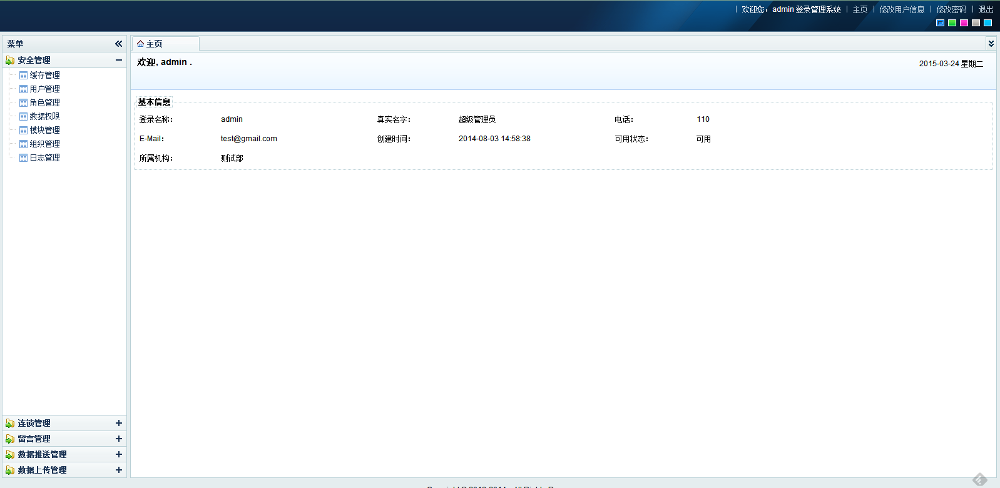 欢迎您，admin 登录管理系统 | 主页 | 修改用户信息 | 修改密码 | 退出
菜单
安全管理
缓存管理
用户管理
角色管理
数据权限
模块管理
组织管理
日志管理
连锁管理
留言管理
数据推送管理
数据上传管理
主页
欢迎, admin .
2015-03-24 星期二
基本信息
登录名称： admin 真实名字： 超级管理员 电话： 110
E-Mail： test@gmail.com 创建时间： 2014-08-03 14:58:38 可用状态： 可用
所属机构： 测试部